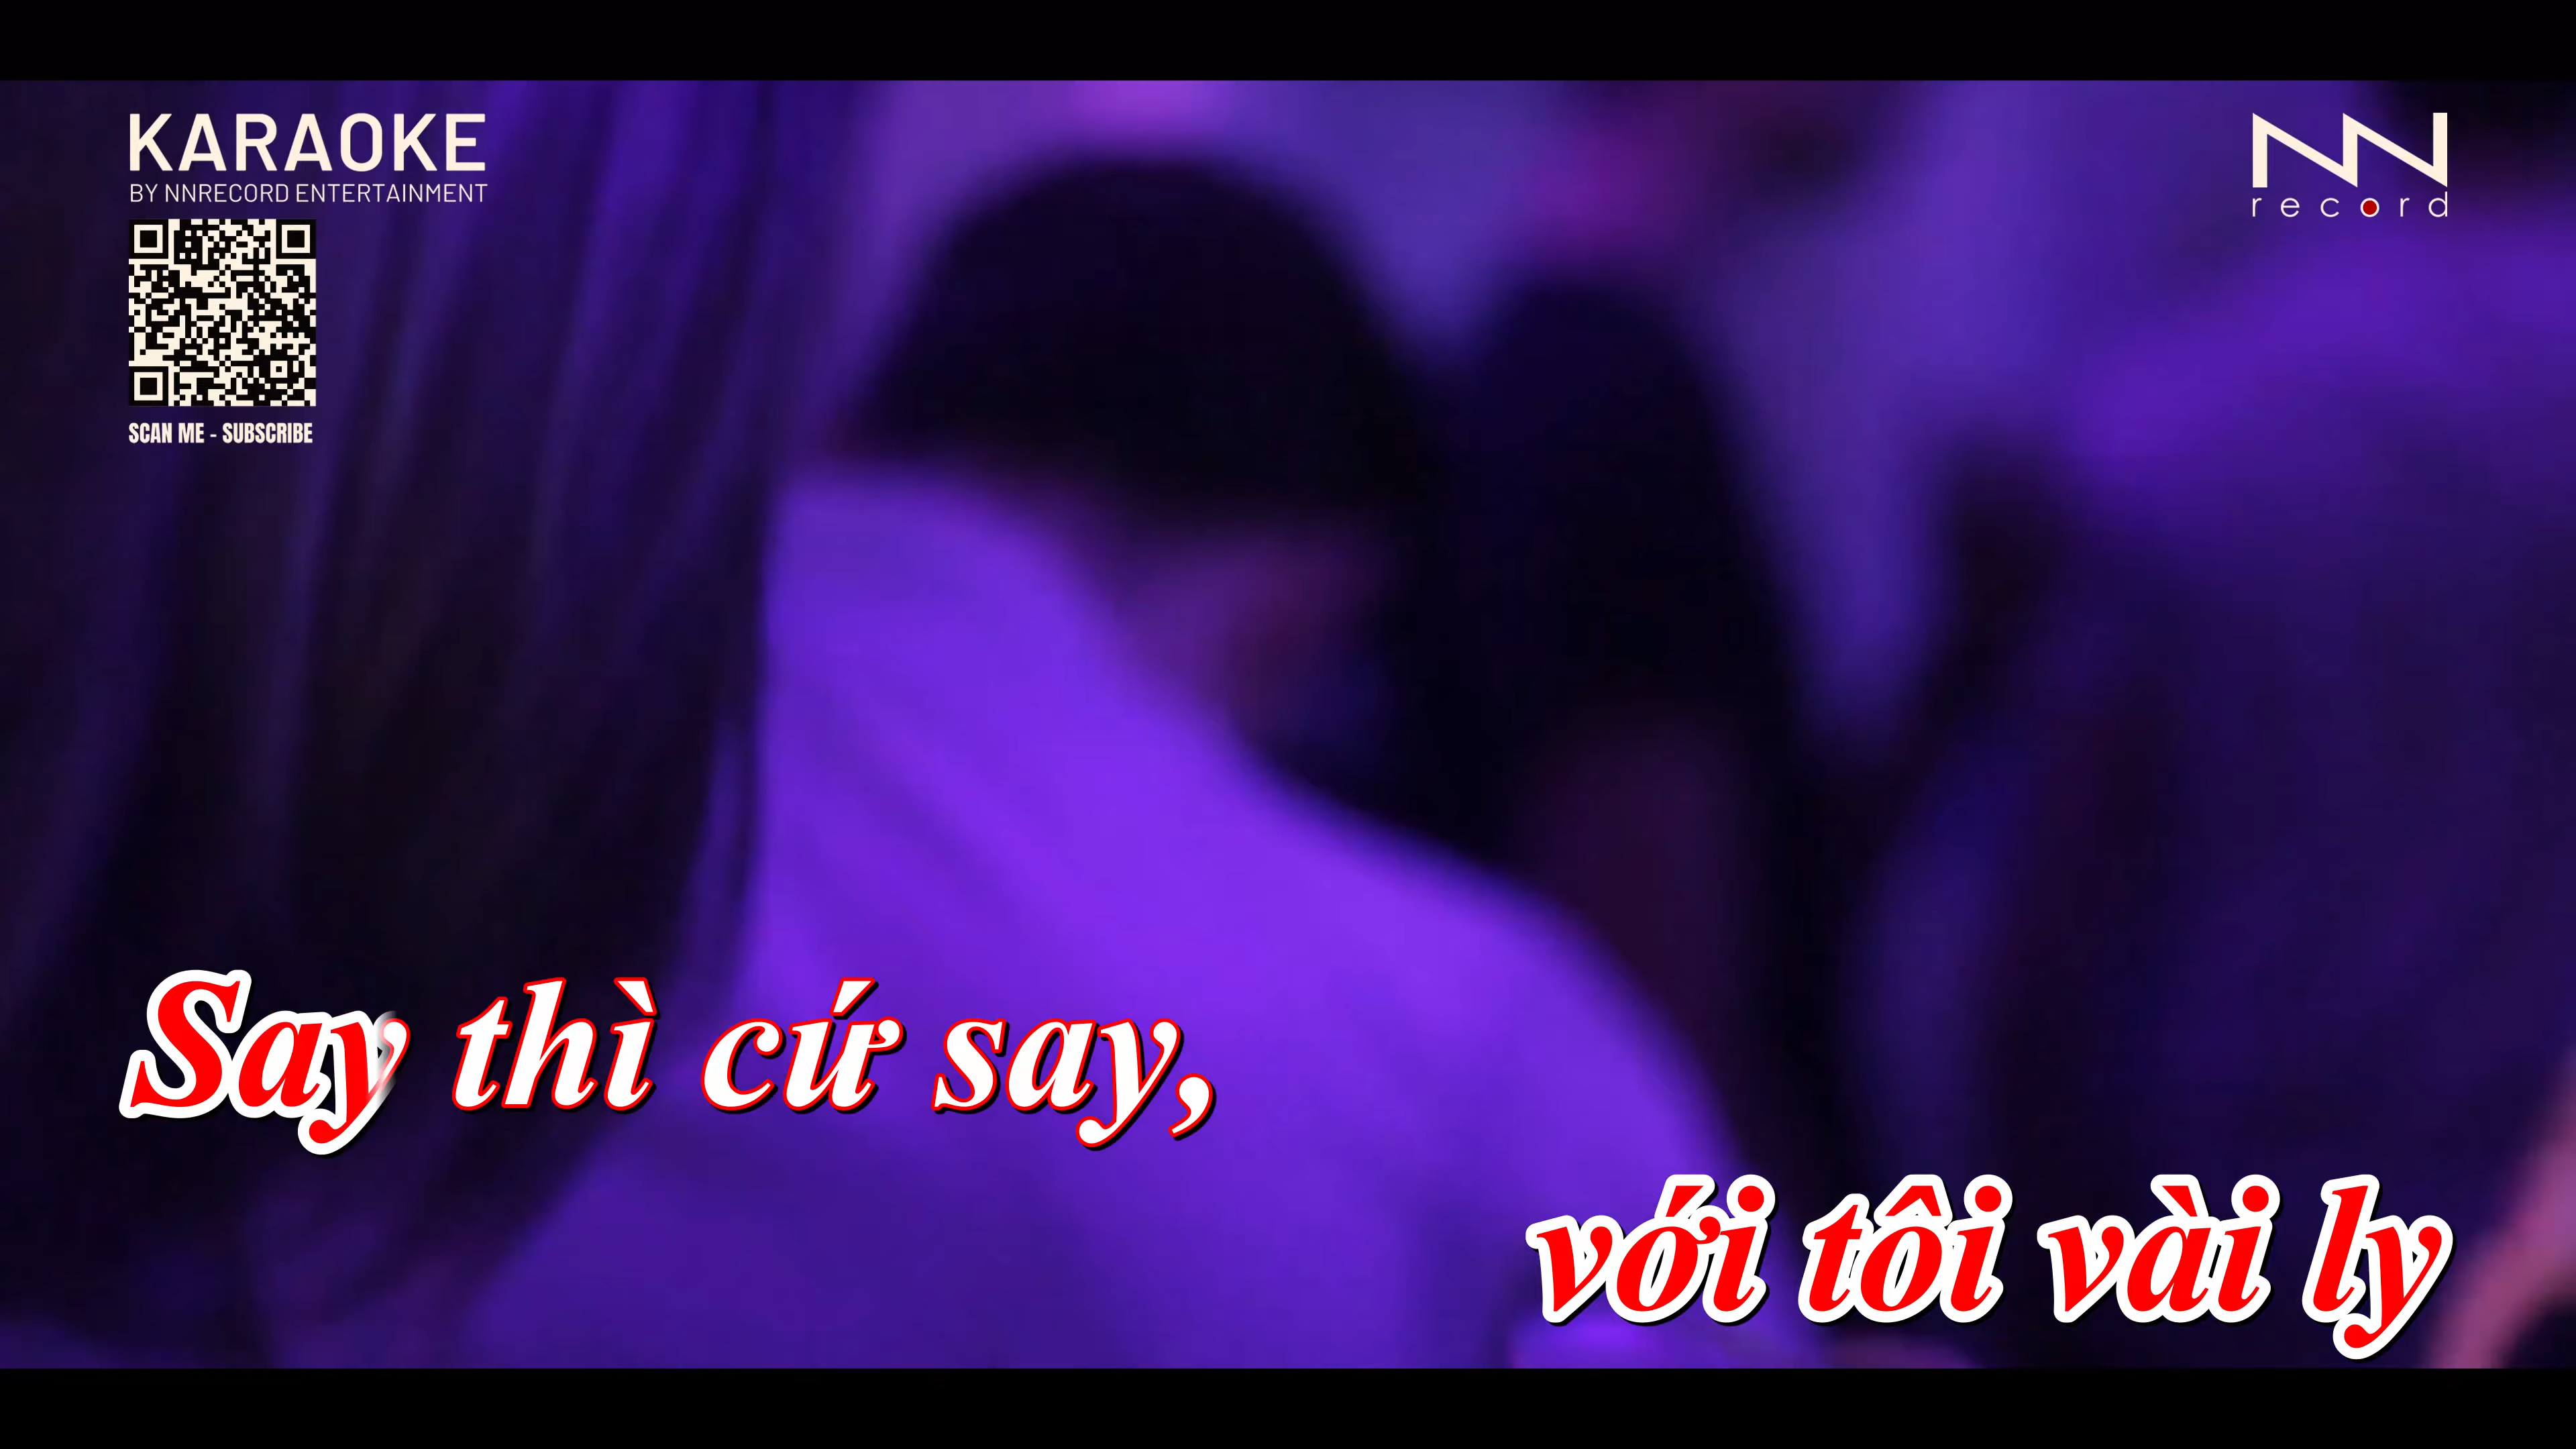 KARAOKE
BY NNRECORD ENTERTAINMENT
SCAN ME - SUBSCRIBE
NN
record
Say thì cứ say,
với tôi vài ly